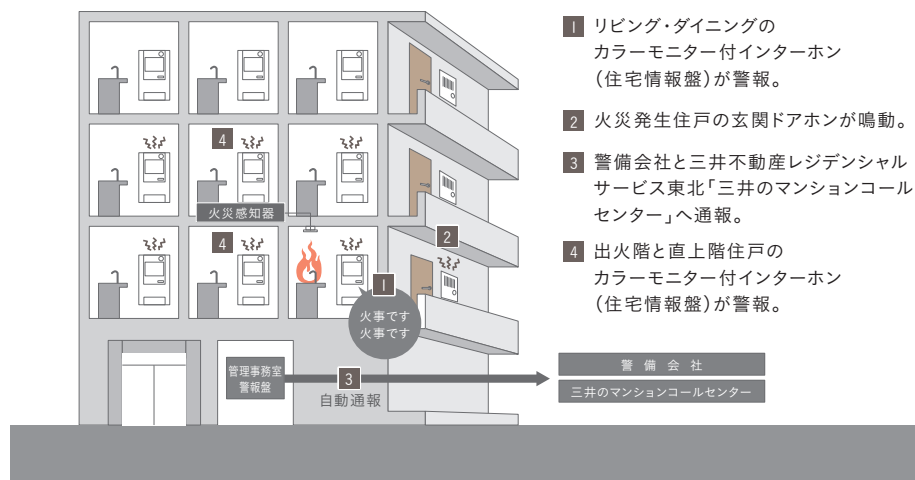 1 リビング・ダイニングの
カラーモニター付インターホン
（住宅情報盤）が警報。
2 火災発生住戸の玄関ドアホンが鳴動。
3 警備会社と三井不動産レジデンシャル
サービス東北「三井のマンションコール
センター」へ通報。
4 出火階と直上階住戸の
カラーモニター付インターホン
（住宅情報盤）が警報。
4
火災感知器
4
2
1
火事です
火事です
管理事務室
警報盤
3
自動通報
警備会社
三井のマンションコールセンター